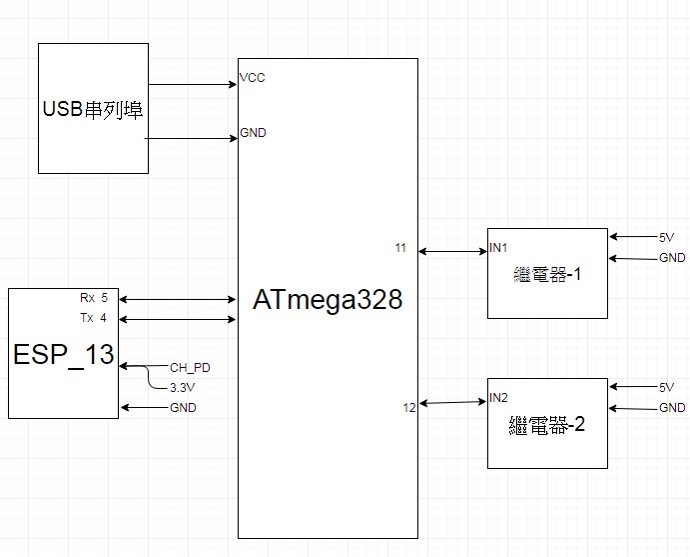 USB串列埠
VCC
GND
Rx 5
Tx 4
ESP_13
CH_PD
3.3V
GND
ATmega328
11
12
IN1
繼電器-1
5V
GND
IN2
繼電器-2
5V
GND